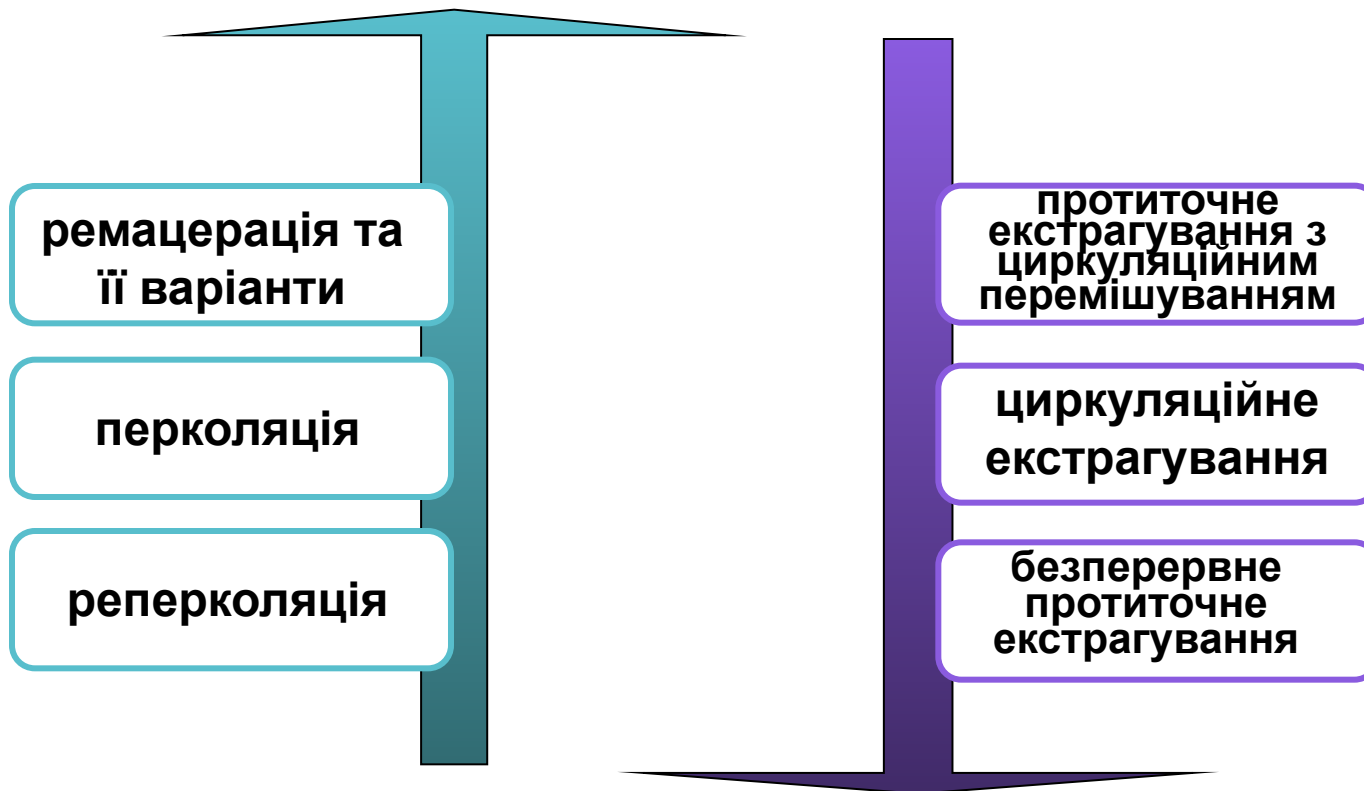 ремацерація та
її варіанти
перколяція
реперколяція
протиточне
екстрагування з
циркуляційним
перемішуванням
циркуляційне
екстрагування
безперервне
протиточне
екстрагування